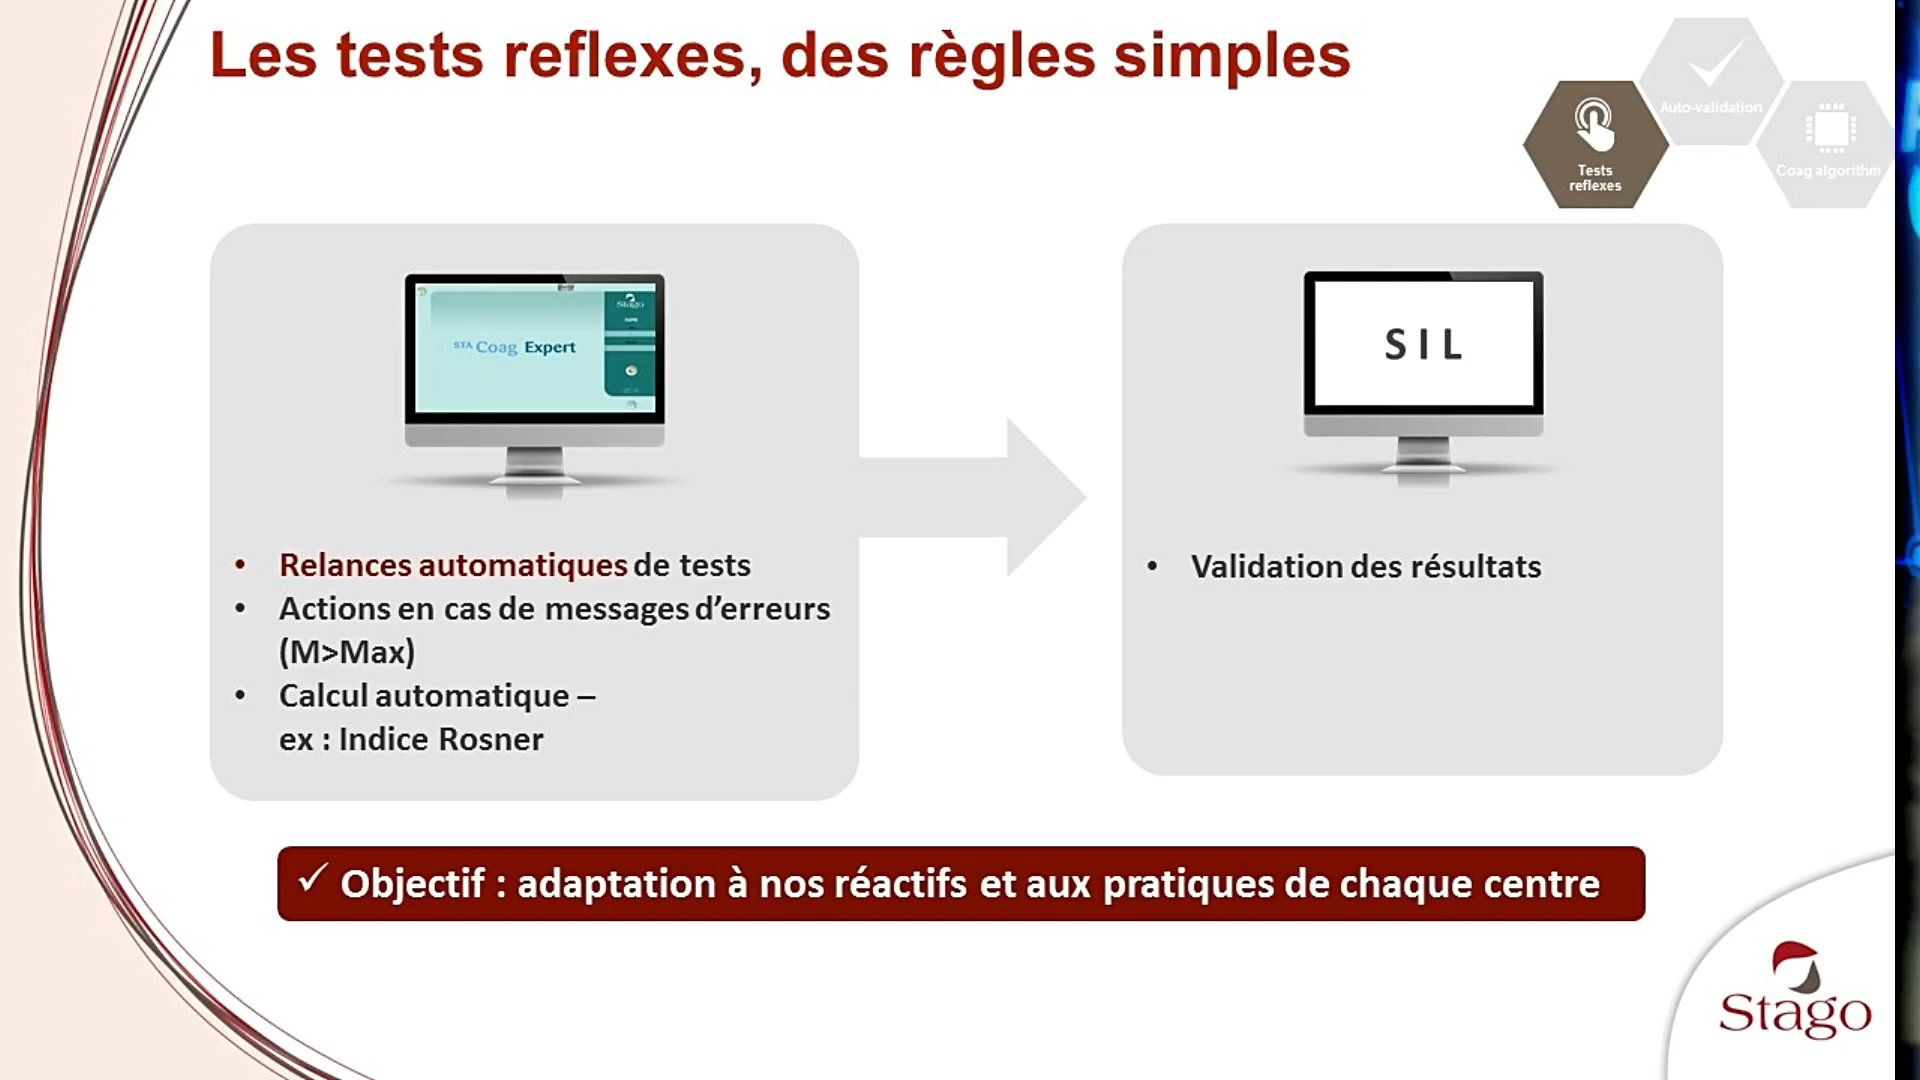 Les tests reflexes, des règles simples
Auto-validation
Tests
reflexes
Coag algorithm
Stago
STA Coag Expert
S I L
• Relances automatiques de tests
• Actions en cas de messages d’erreurs
(M>Max)
• Calcul automatique –
ex : Indice Rosner
• Validation des résultats
✓ Objectif : adaptation à nos réactifs et aux pratiques de chaque centre
Stago